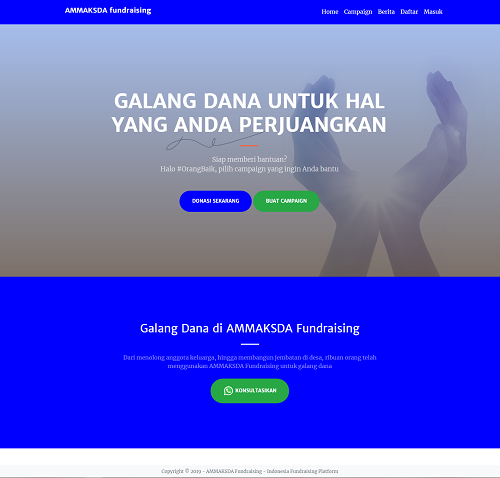 AMMAKSDA fundraising
Home Campaign Berita Daftar Masuk
GALANG DANA UNTUK HAL
YANG ANDA PERJUANGKAN
Siap memberi bantuan?
Halo #OrangBaik, pilih campaign yang ingin Anda bantu
DONASI SEKARANG
BUAT CAMPAIGN
Galang Dana di AMMAKSDA Fundraising
Dari menolong anggota keluarga, hingga membangun jembatan di desa, ribuan orang telah
menggunakan AMMAKSDA Fundraising untuk galang dana
KONSULTASIKAN
Copyright © 2019 - AMMAKSDA Fundraising - Indonesia Fundraising Platform